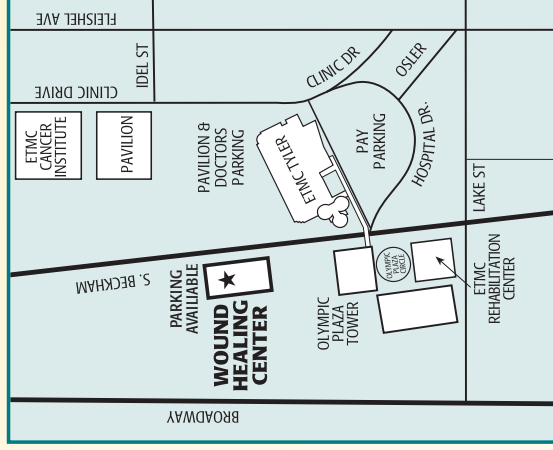 FLEISHEL AVE
IDEL ST
CLINIC DR
OSLER
CLINIC DRIVE
ETMC
CANCER
INSTITUTE
PAVILION
PAVILION &
DOCTORS
PARKING
ETMC TYLER
PAY
PARKING
HOSPITAL DR.
LAKE ST
S. BECKHAM
PARKING
AVAILIABLE
WOUND
HEALING
CENTER
OLYMPIC
PLAZA
TOWER
OLYMPIC
PLAZA
CIRCLE
ETMC
REHABILITATION
CENTER
BROADWAY